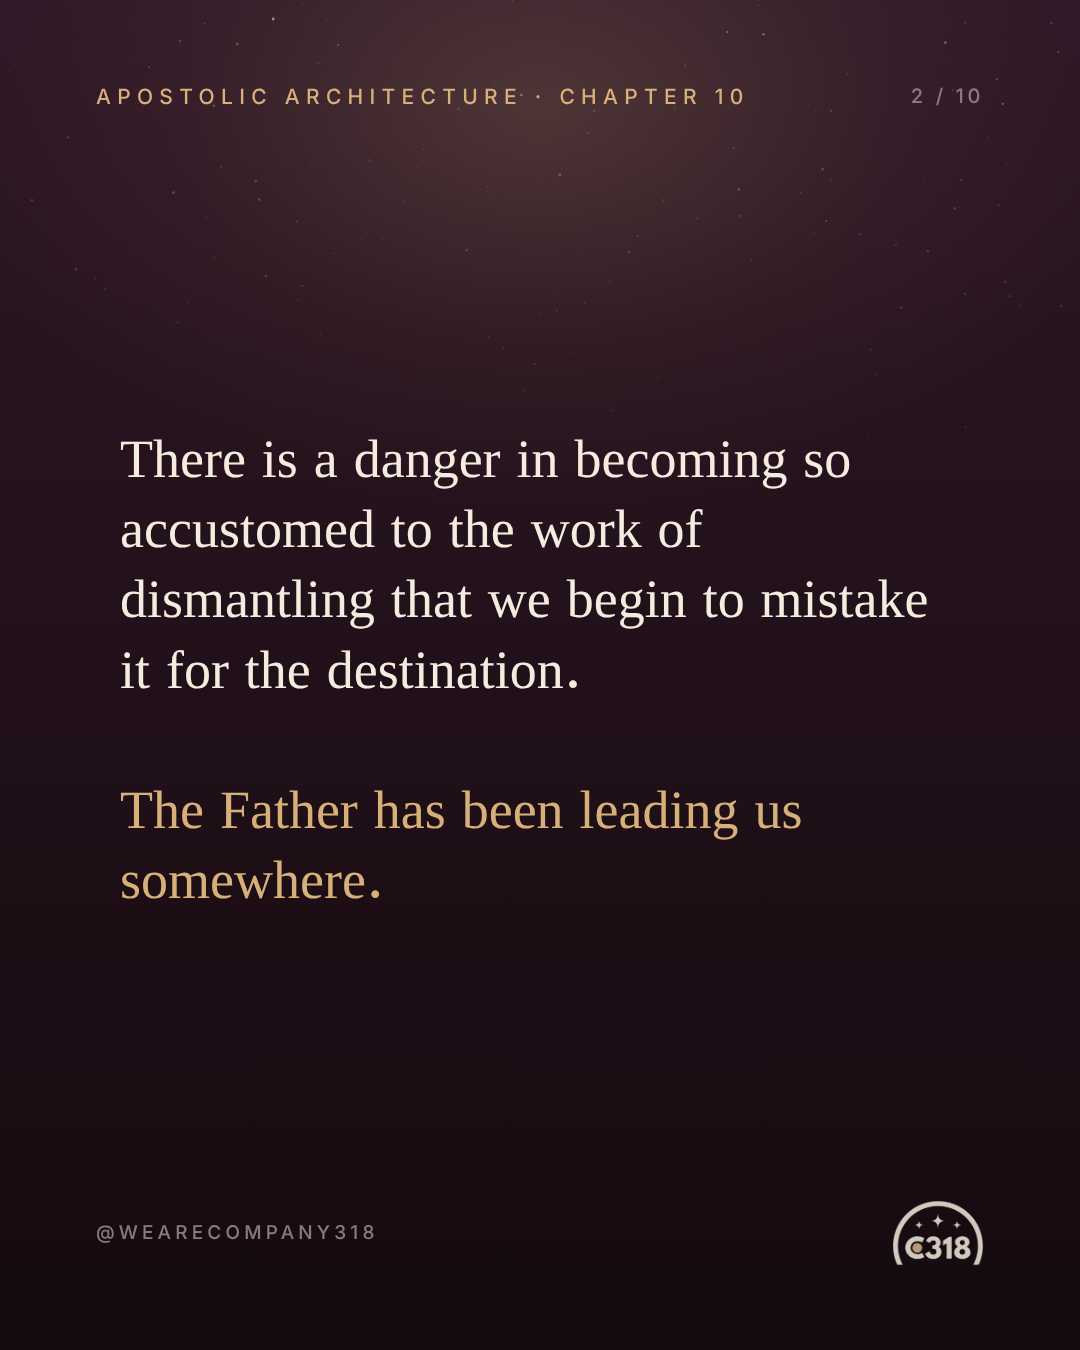 APOSTOLIC ARCHITECTURE · CHAPTER 10
2 / 10
There is a danger in becoming so
accustomed to the work of
dismantling that we begin to mistake
it for the destination.
The Father has been leading us
somewhere.
@WEARECOMPANY318
C318